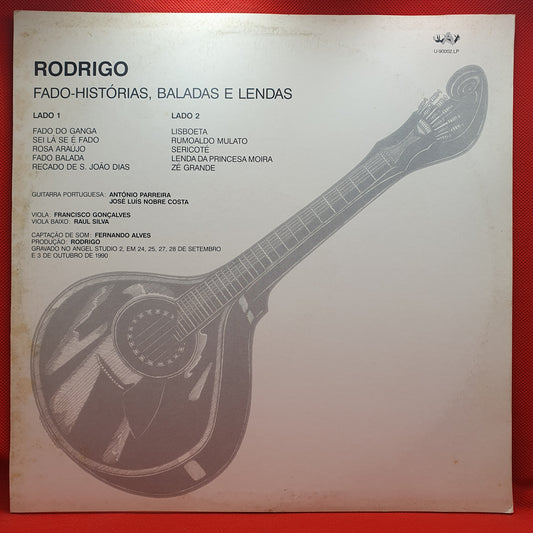 U-90002.LP
RODRIGO
FADO-HISTÓRIAS, BALADAS E LENDAS
LADO 1
FADO DO GANGA
SEI LÁ SE É FADO
ROSA ARAÚJO
FADO BALADA
RECADO DE S. JOÃO DIAS
LADO 2
LISBOETA
RUMOALDO MULATO
SERICOTÉ
LENDA DA PRINCESA MOIRA
ZÉ GRANDE
GUITARRA PORTUGUESA: ANTÓNIO PARREIRA
JOSÉ LUIS NOBRE COSTA
VIOLA: FRANCISCO GONÇALVES
VIOLA BAIXO: RAUL SILVA
CAPTAÇÃO DE SOM: FERNANDO ALVES
PRODUÇÃO: RODRIGO
GRAVADO NO ANGEL STUDIO 2, EM 24, 25, 27, 28 DE SETEMBRO
E 3 DE OUTUBRO DE 1990